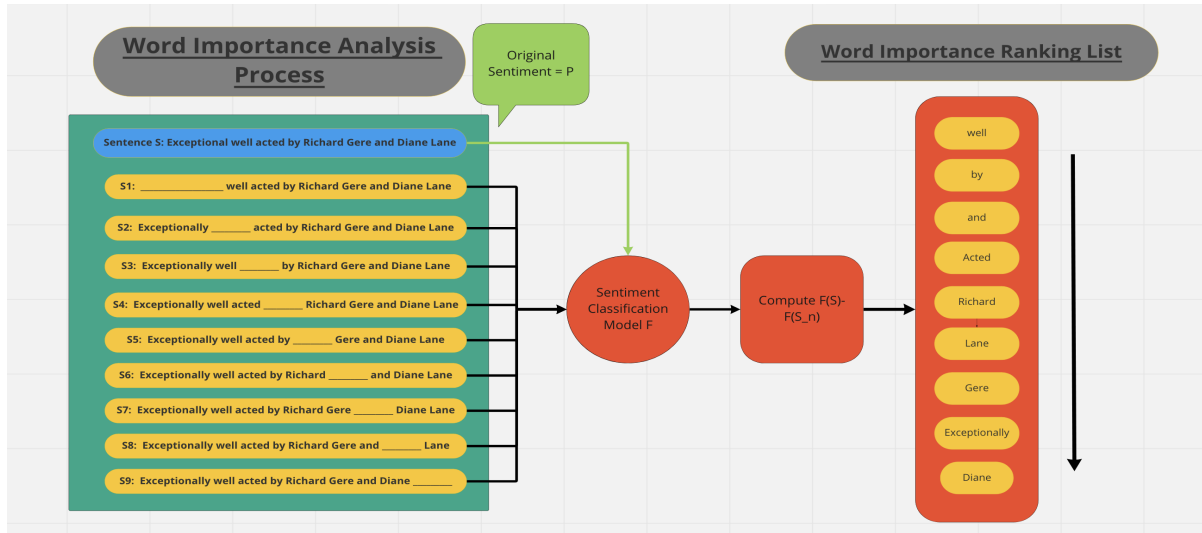 Word Importance Analysis
Process
Original
Sentiment = P
Word Importance Ranking List
Sentence S: Exceptional well acted by Richard Gere and Diane Lane
S1: _________________ well acted by Richard Gere and Diane Lane
S2: Exceptionally ________ acted by Richard Gere and Diane Lane
S3: Exceptionally well ________ by Richard Gere and Diane Lane
S4: Exceptionally well acted ________ Richard Gere and Diane Lane
S5: Exceptionally well acted by ________ Gere and Diane Lane
S6: Exceptionally well acted by Richard ________ and Diane Lane
S7: Exceptionally well acted by Richard Gere ________ Diane Lane
S8: Exceptionally well acted by Richard Gere and ________ Lane
S9: Exceptionally well acted by Richard Gere and Diane ________
Sentiment
Classification
Model F
Compute F(S)-
F(S_n)
well
by
and
Acted
Richard
Lane
Gere
Exceptionally
Diane